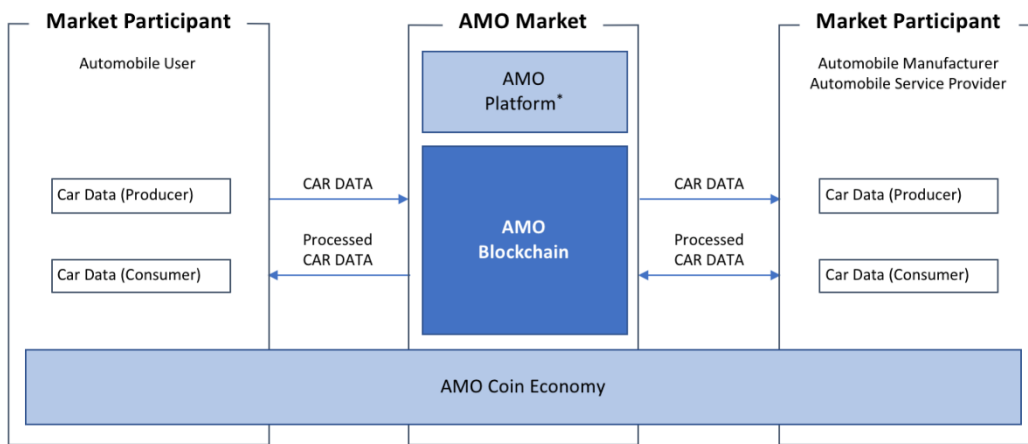 Market Participant
Automobile User
Car Data (Producer)
Car Data (Consumer)
CAR DATA
Processed
CAR DATA
AMO Market
AMO
Platform*
AMO
Blockchain
CAR DATA
Processed
CAR DATA
Market Participant
Automobile Manufacturer
Automobile Service Provider
Car Data (Producer)
Car Data (Consumer)
AMO Coin Economy